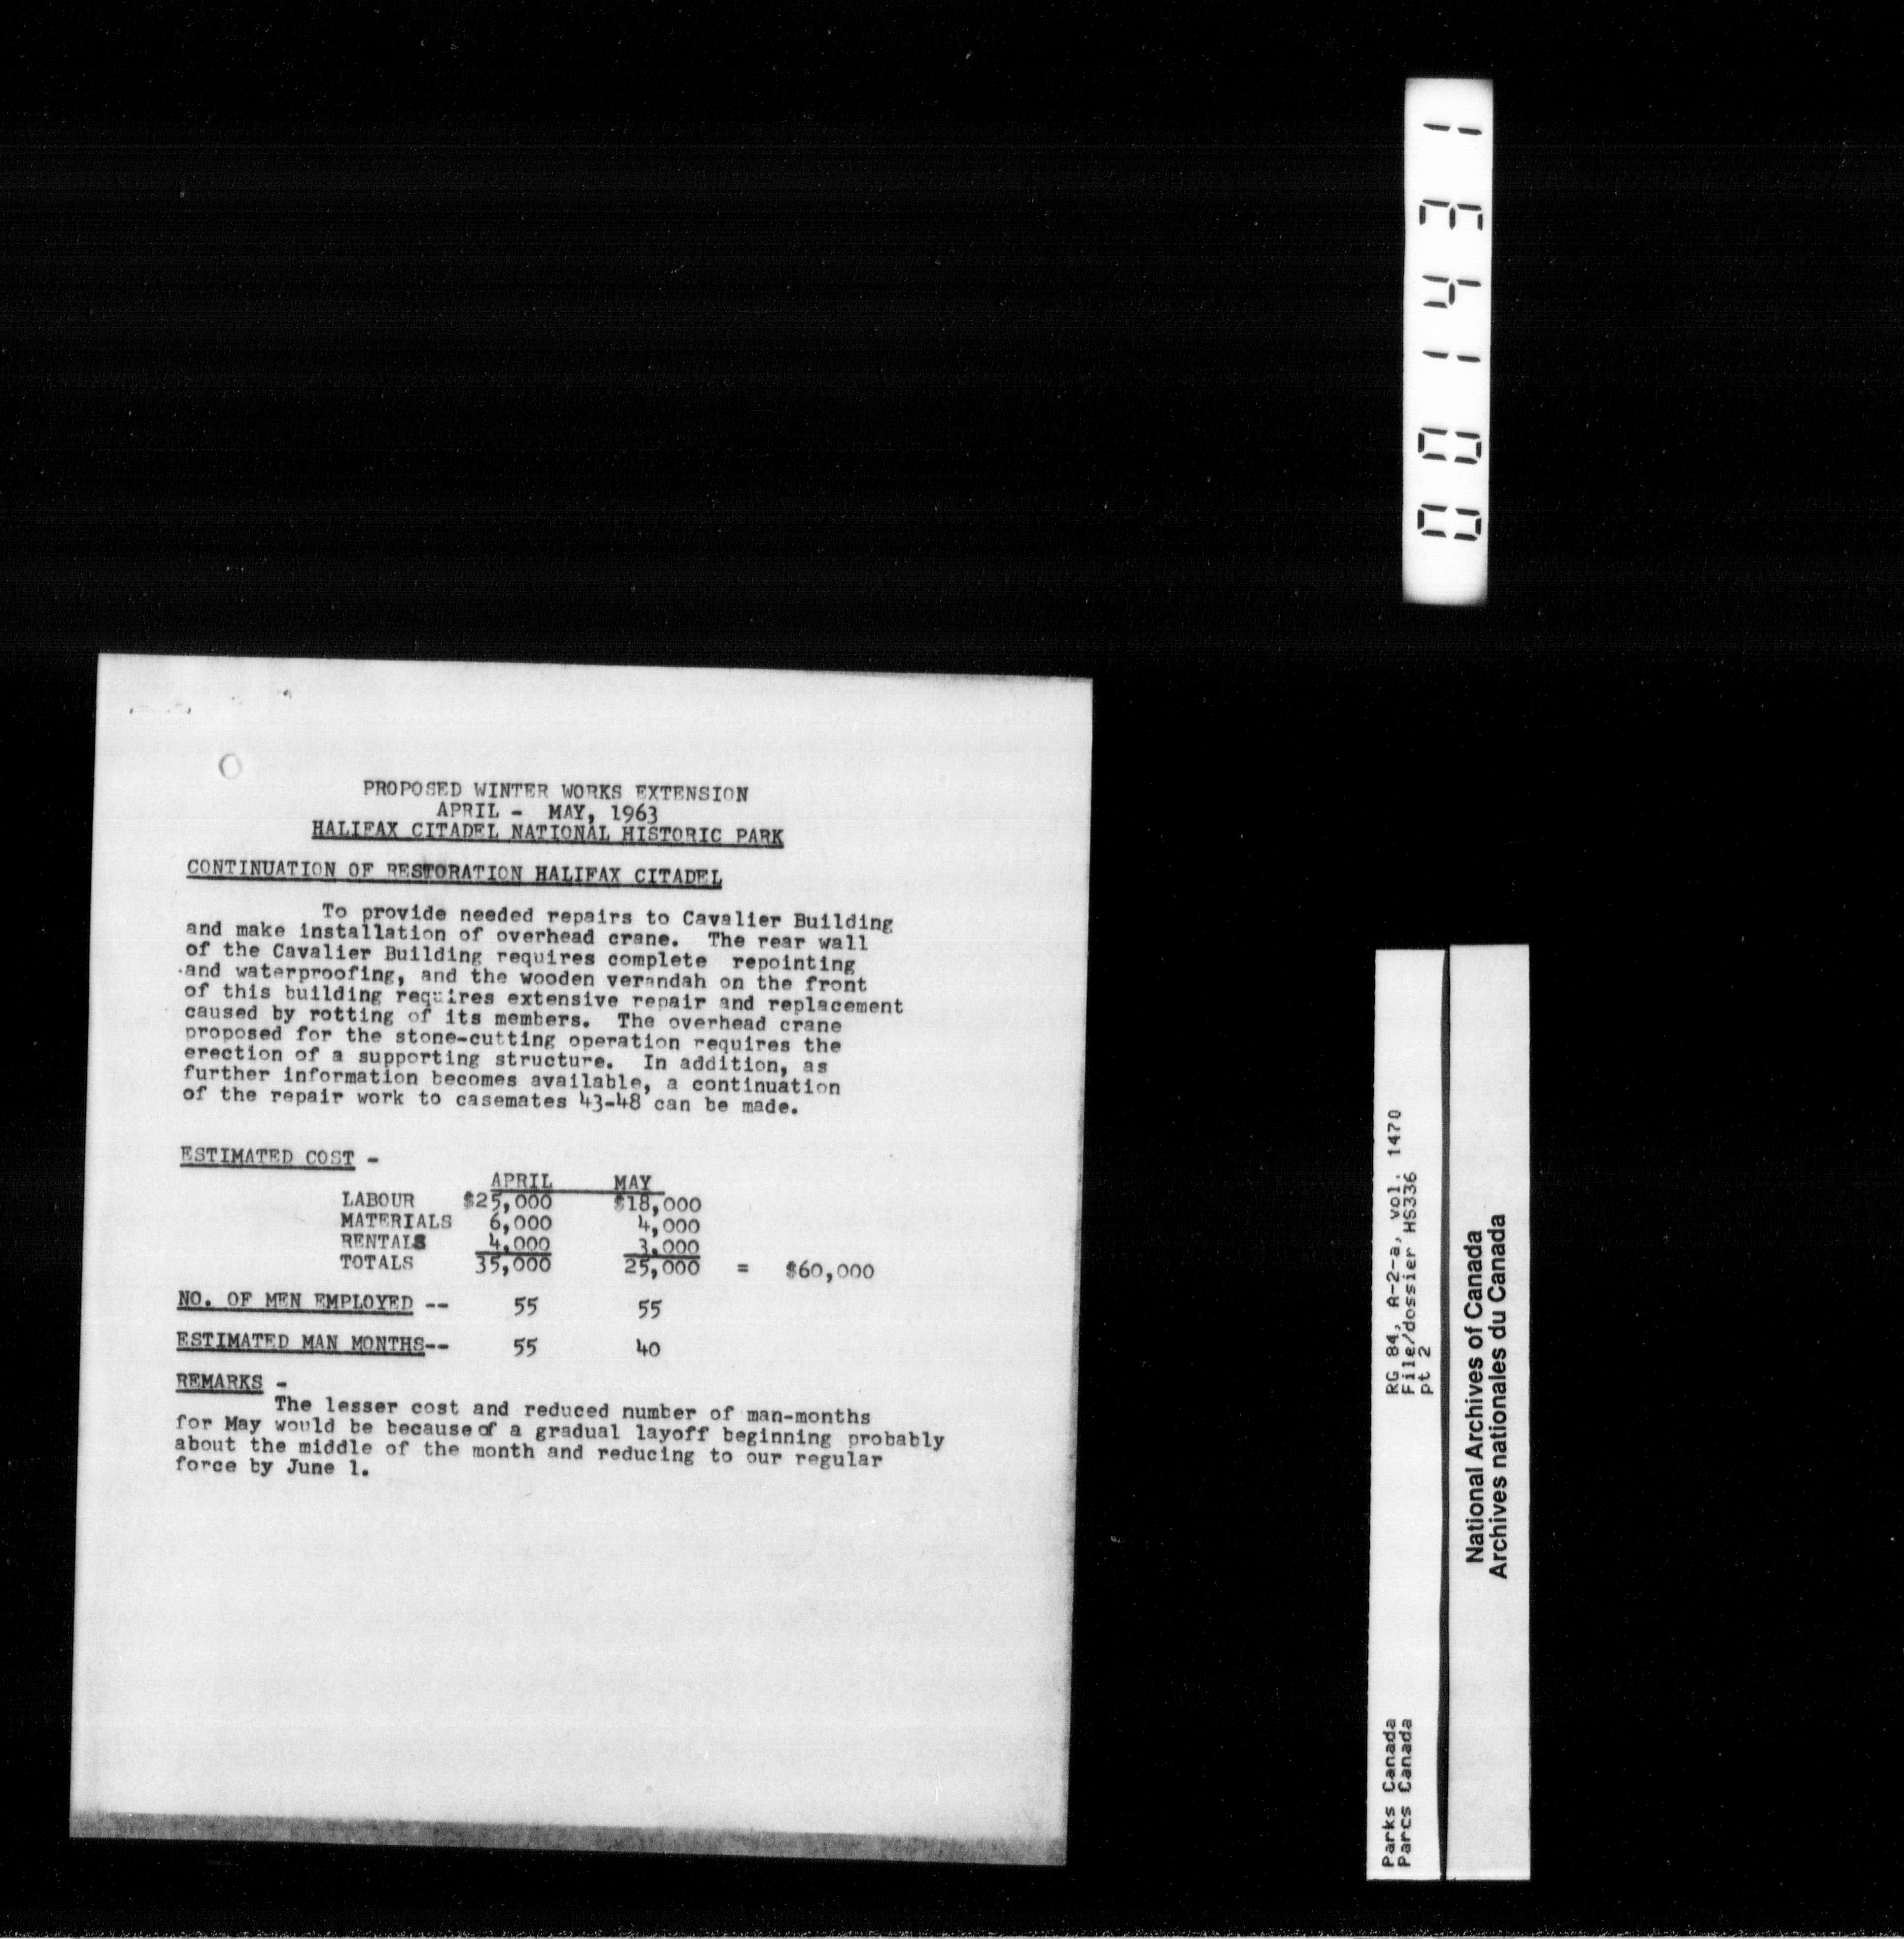 PROPOSED WINTER WORKS EXTENSION
APRIL - MAY, 1963
HALIFAX CITADEL NATIONAL HISTORIC PARK
CONTINUATION OF RESTORATION HALIFAX CITADEL
To provide needed repairs to Cavalier Building
and make installation of overhead crane. The rear wall
of the Cavalier Building requires complete repointing
and waterproofing, and the wooden verandah on the front
of this building requires extensive repair and replacement
caused by rotting of its members. The overhead crane
proposed for the stone-cutting operation requires the
erection of a supporting structure. In addition, as
further information becomes available, a continuation
of the repair work to casemates 43-48 can be made.
ESTIMATED COST -
APRIL MAY
LABOUR $25,000 $18,000
MATERIALS 6,000 4,000
RENTALS 4,000 3,000
TOTALS 35,000 25,000 = $60,000
NO. OF MEN EMPLOYED -- 55 55
ESTIMATED MAN MONTHS-- 55 40
REMARKS -
The lesser cost and reduced number of man-months
for May would be because of a gradual layoff beginning probably
about the middle of the month and reducing to our regular
force by June 1.
001431
Parks Canada
Parcs Canada
RG 84, A-2-a, vol. 1470
File/dossier HS336
pt 2
National Archives of Canada
Archives nationales du Canada